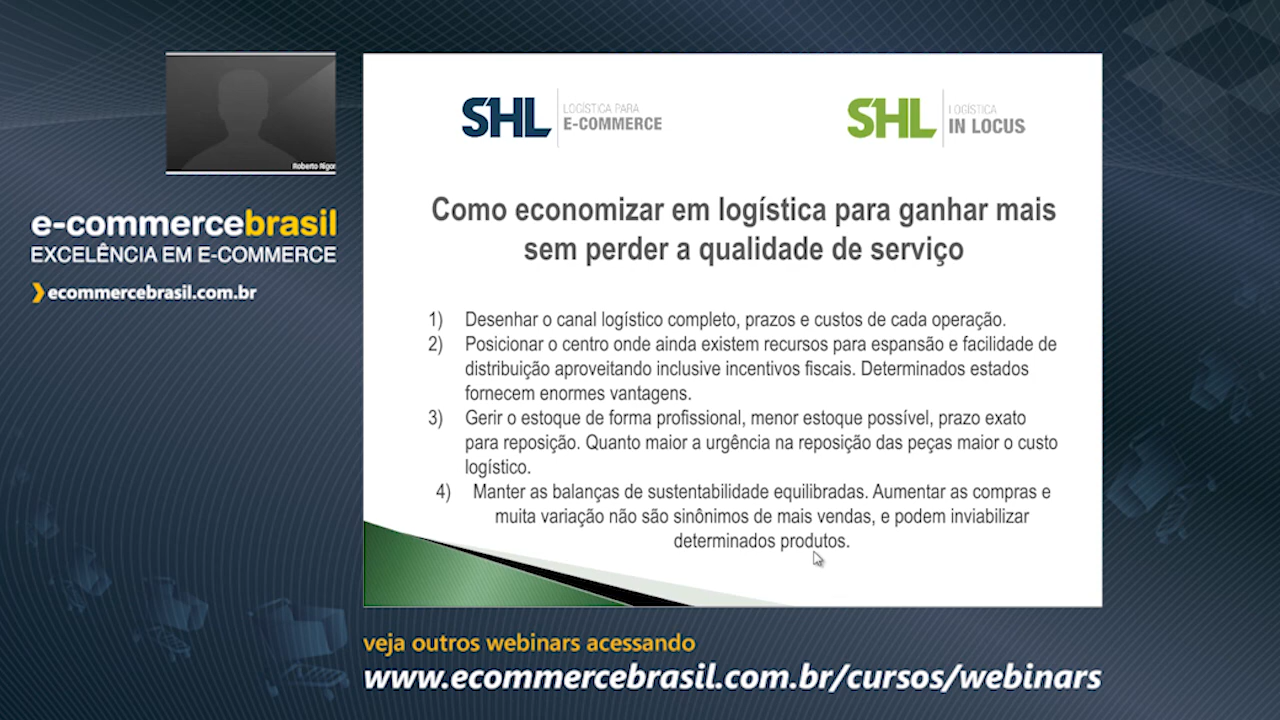 Roberto Rigor
e-commercebrasil
EXCELÊNCIA EM E-COMMERCE
ecommercebrasil.com.br
SHL LOGÍSTICA PARA E-COMMERCE
SHL LOGÍSTICA IN LOCUS
Como economizar em logística para ganhar mais
sem perder a qualidade de serviço
1) Desenhar o canal logístico completo, prazos e custos de cada operação.
2) Posicionar o centro onde ainda existem recursos para espansão e facilidade de
distribuição aproveitando inclusive incentivos fiscais. Determinados estados
fornecem enormes vantagens.
3) Gerir o estoque de forma profissional, menor estoque possível, prazo exato
para reposição. Quanto maior a urgência na reposição das peças maior o custo
logístico.
4) Manter as balanças de sustentabilidade equilibradas. Aumentar as compras e
muita variação não são sinônimos de mais vendas, e podem inviabilizar
determinados produtos.
veja outros webinars acessando
www.ecommercebrasil.com.br/cursos/webinars